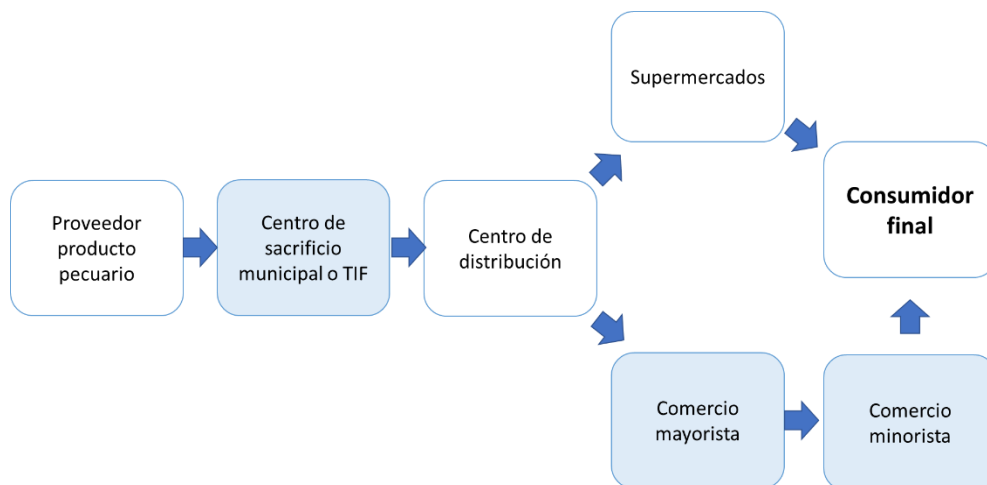 Proveedor
producto
pecuario
Centro de
sacrificio
municipal o TIF
Centro de
distribución
Supermercados
Consumidor
final
Comercio
mayorista
Comercio
minorista